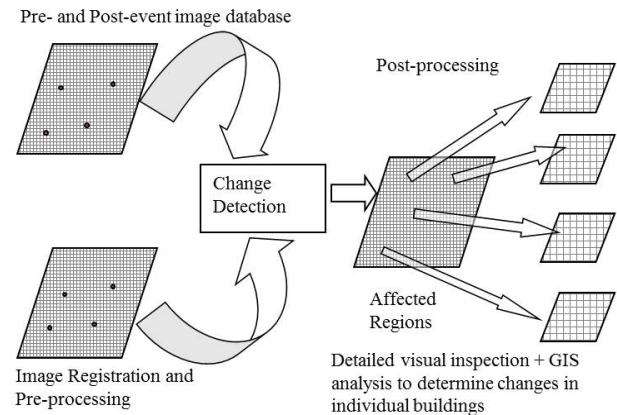 Pre- and Post-event image database
Post-processing
Change
Detection
Affected
Regions
Image Registration and
Pre-processing
Detailed visual inspection + GIS
analysis to determine changes in
individual buildings